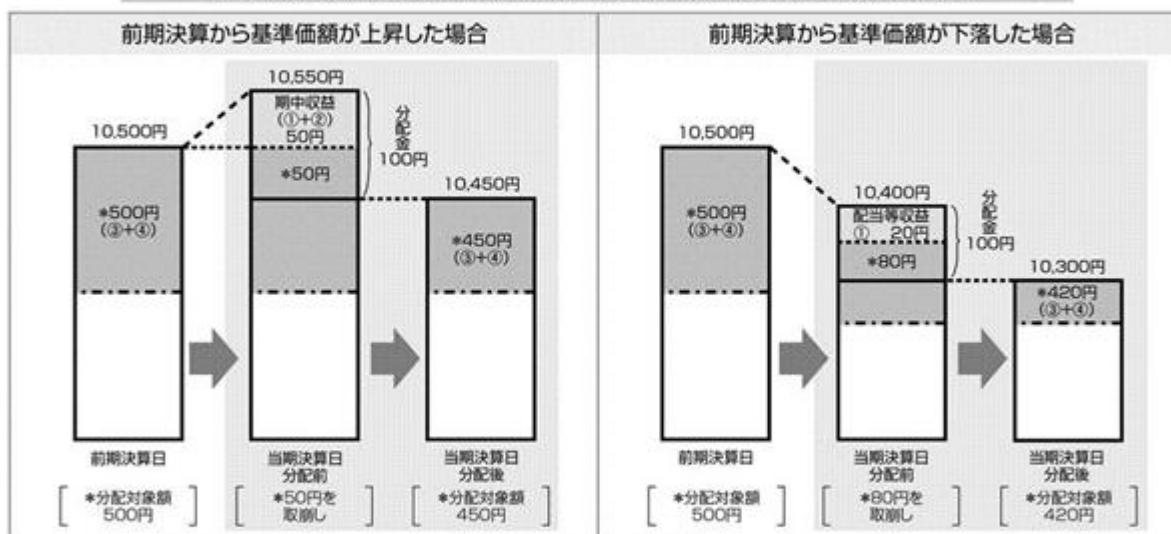 前期決算から基準価額が上昇した場合
10,500円
*500円
(③+④)
前期決算日
*分配対象額
500円
10,550円
期中収益
(①+②)
50円
*50円
分配金
100円
当期決算日
分配前
*50円を
取崩し
10,450円
*450円
(③+④)
当期決算日
分配後
*分配対象額
450円
前期決算から基準価額が下落した場合
10,500円
*500円
(③+④)
前期決算日
*分配対象額
500円
10,400円
配当等収益
① 20円
*80円
分配金
100円
当期決算日
分配前
*80円を
取崩し
10,300円
*420円
(③+④)
当期決算日
分配後
*分配対象額
420円